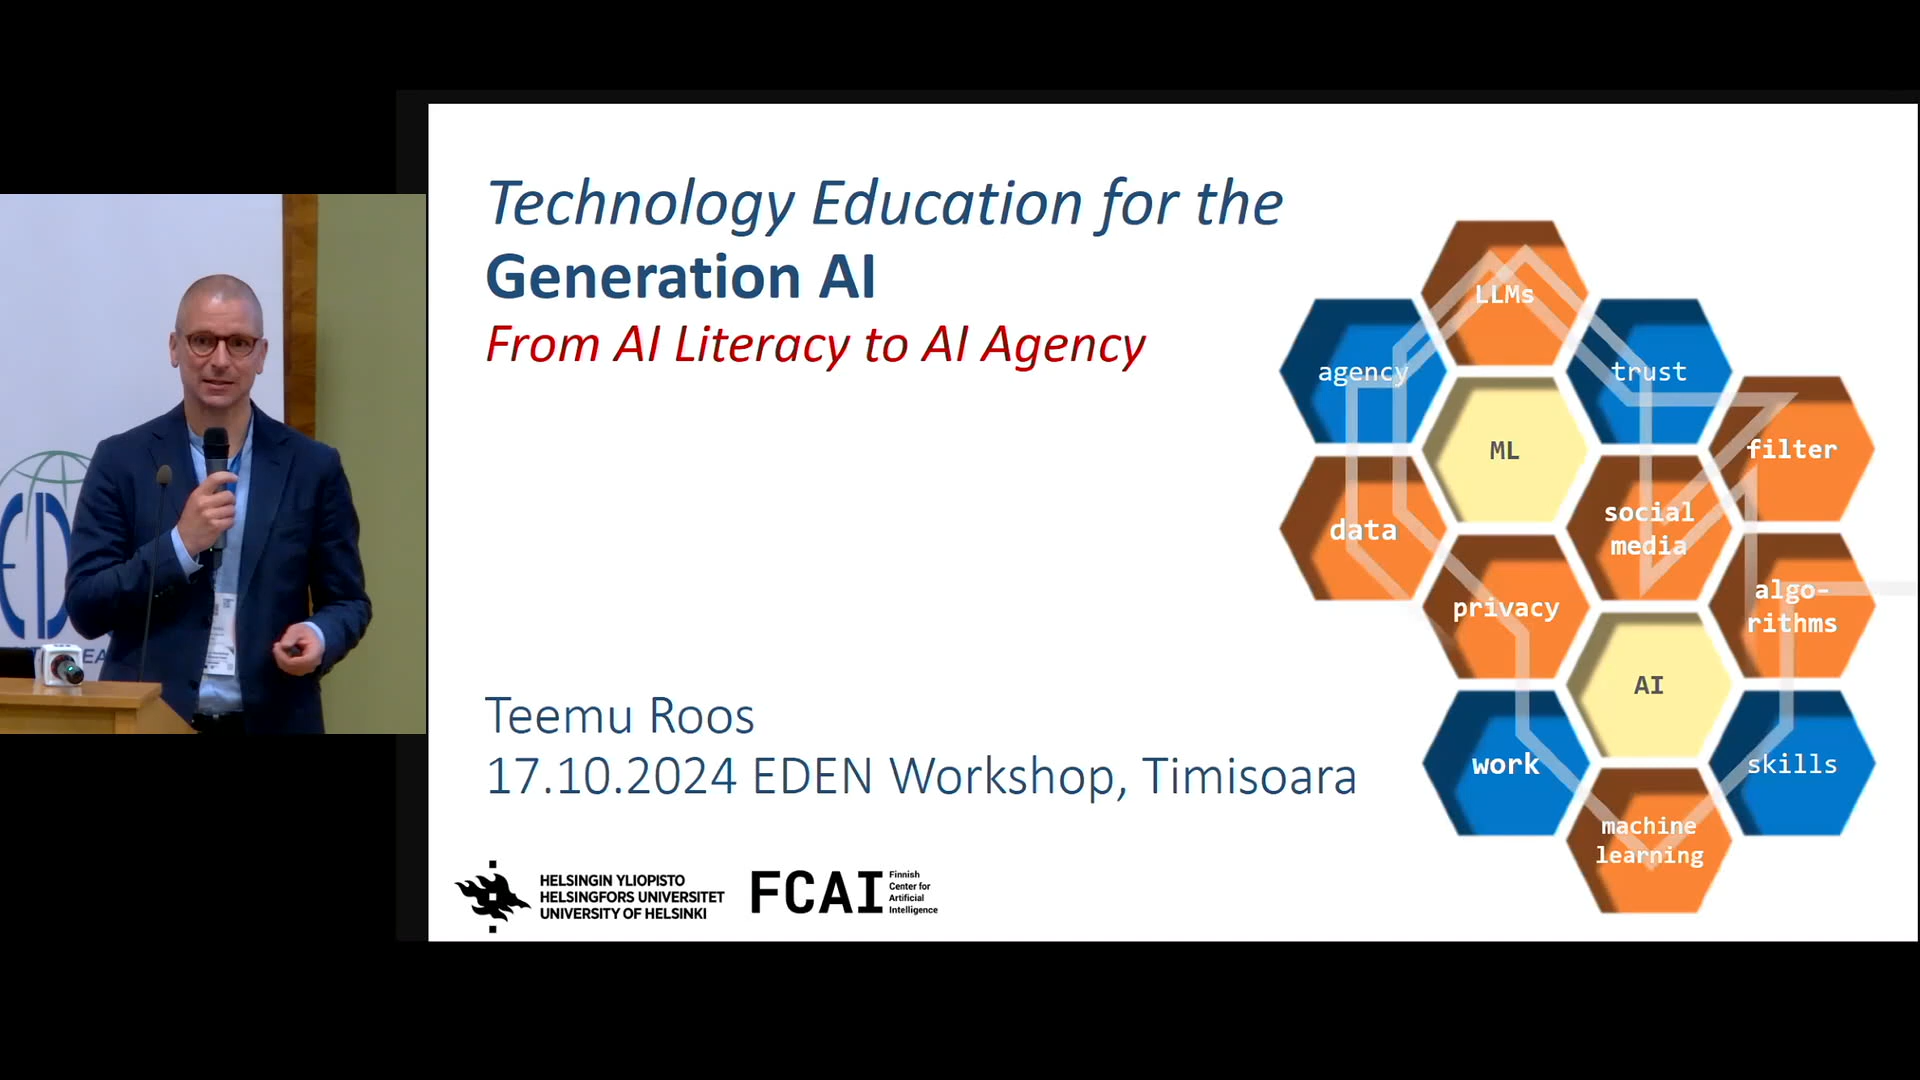 Technology Education for the
Generation AI
From AI Literacy to AI Agency
Teemu Roos
17.10.2024 EDEN Workshop, Timisoara
HELSINGIN YLIOPISTO
HELSINGFORS UNIVERSITET
UNIVERSITY OF HELSINKI
FCAI
Finnish
Center for
Artificial
Intelligence
LLMs
agency
trust
ML
filter
data
social
media
privacy
algo-
rithms
AI
work
skills
machine
learning
ED